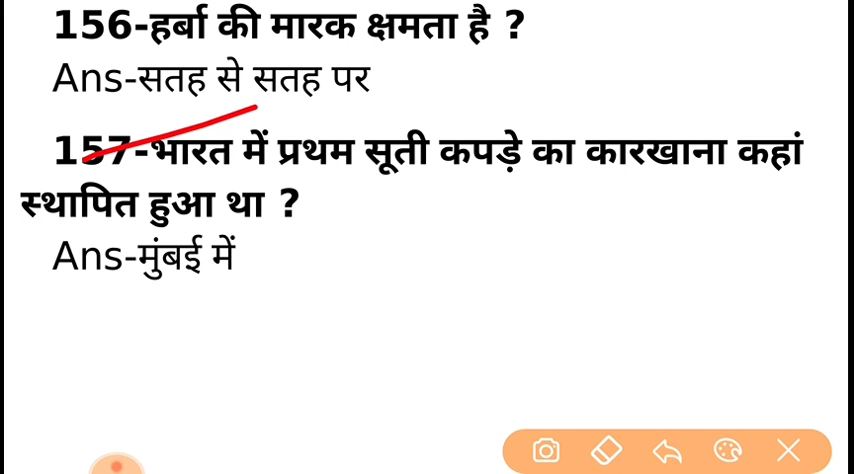 156-हर्बा की मारक क्षमता है ?
Ans-सतह से सतह पर
157-भारत में प्रथम सूती कपड़े का कारखाना कहां
स्थापित हुआ था ?
Ans-मुंबई में